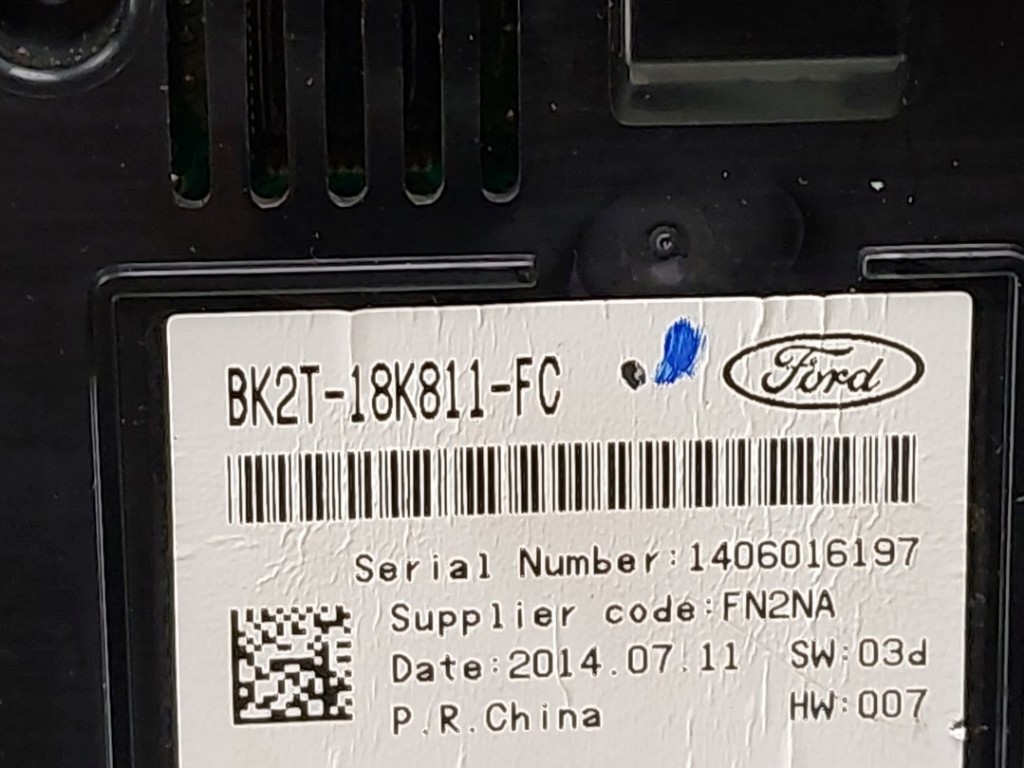 BK2T-18K811-FC
Ford
Serial Number:1406016197
Supplier code:FN2NA
Date:2014.07.11 SW:03d
P.R.China HW:007